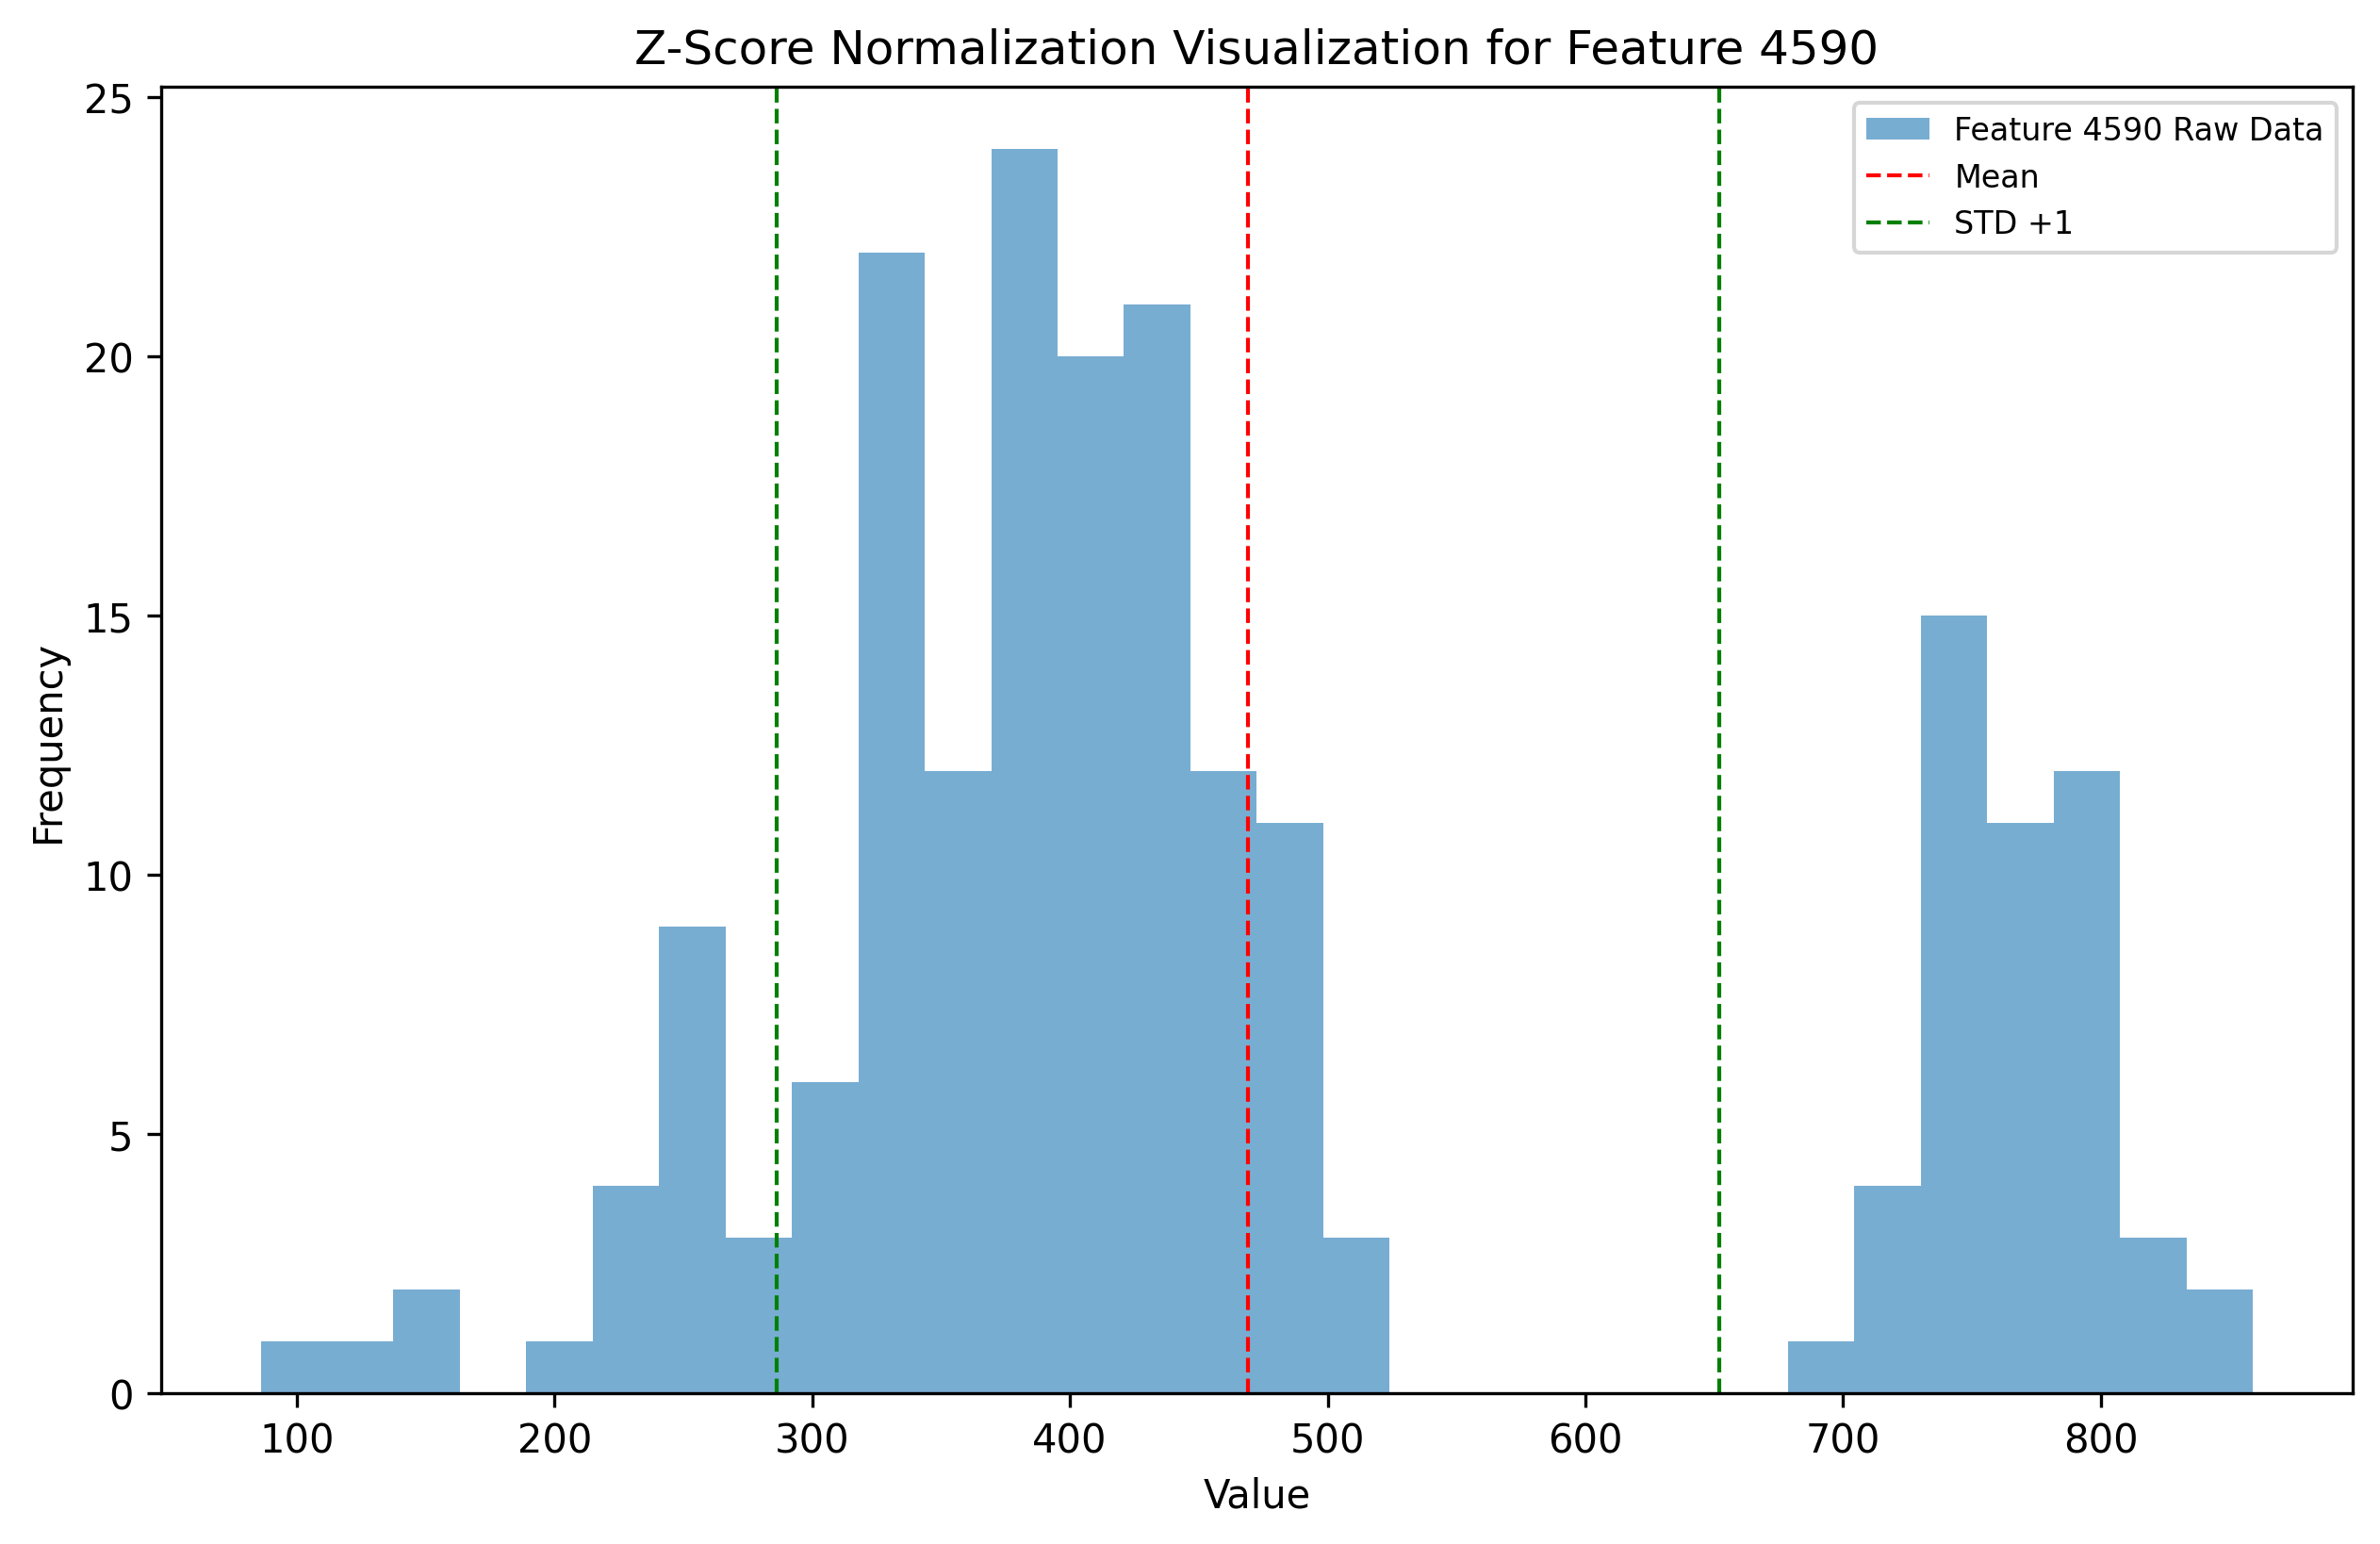 Z-Score Normalization Visualization for Feature 4590
Feature 4590 Raw Data
Mean
STD +1
Frequency
25
20
15
10
5
0
100 200 300 400 500 600 700 800
Value